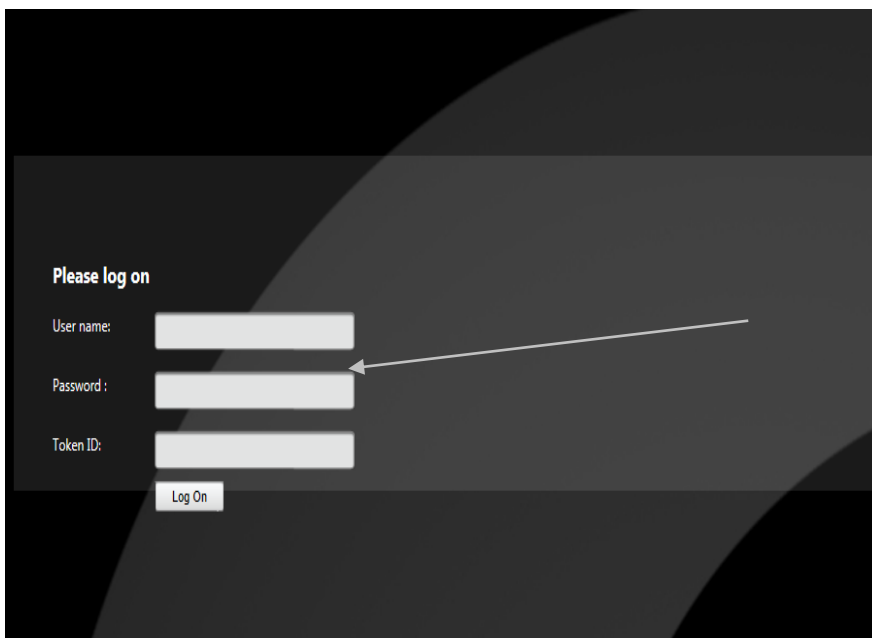 Please log on
User name:
Password :
Token ID:
Log On